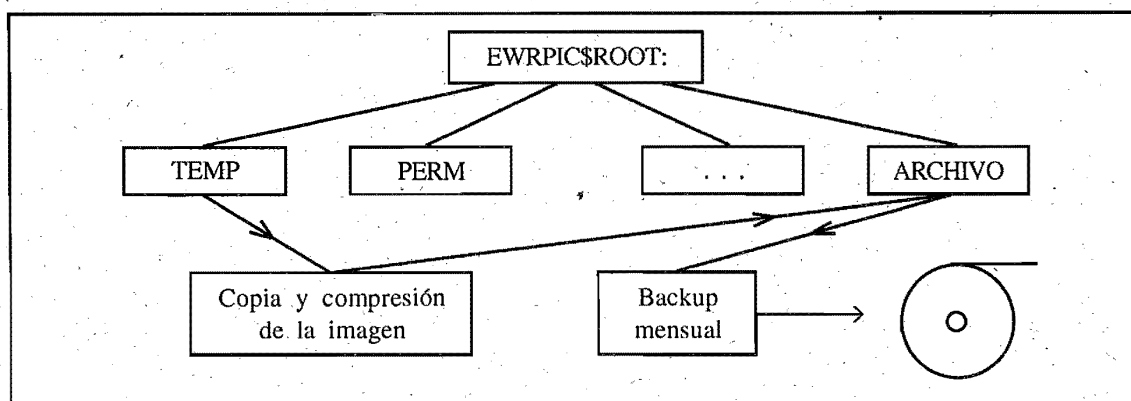 EWRPIC$ROOT:
TEMP
PERM
. . .
ARCHIVO
Copia y compresión
de la imagen
Backup
mensual